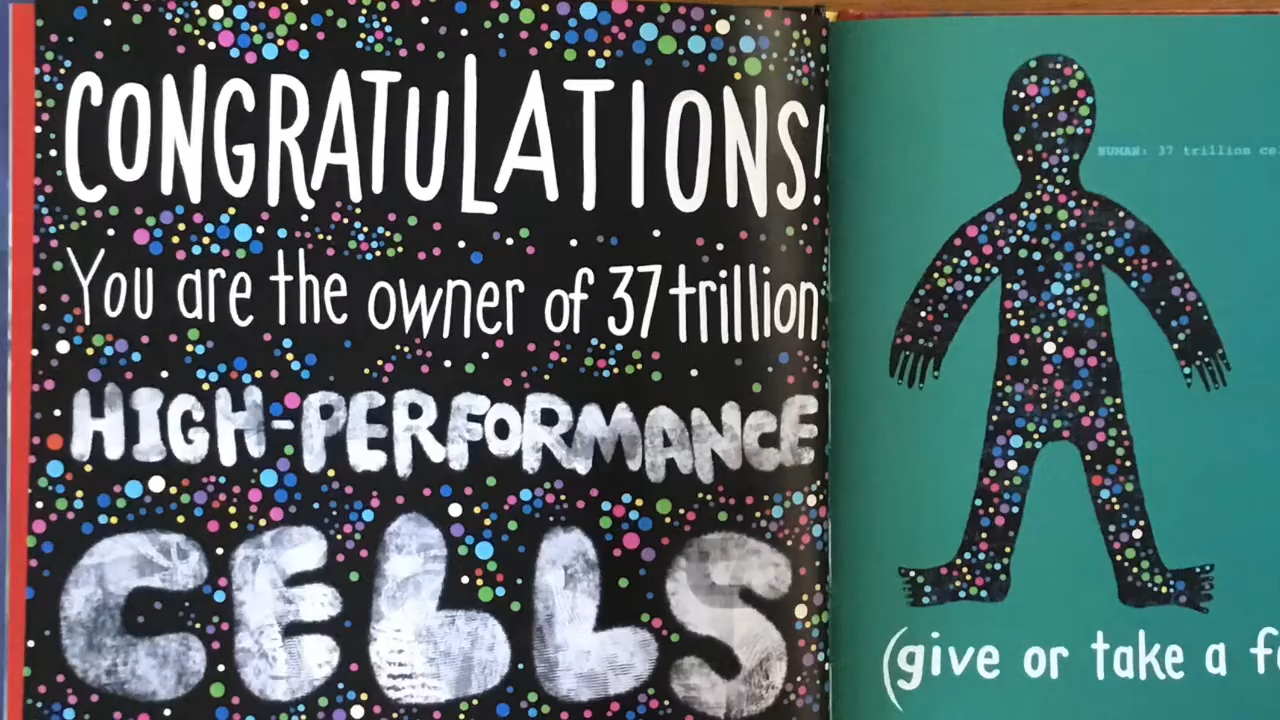 CONGRATULATIONS!
You are the owner of 37 trillion
HIGH-PERFORMANCE
CELLS
HUMAN: 37 trillion
(give or take a